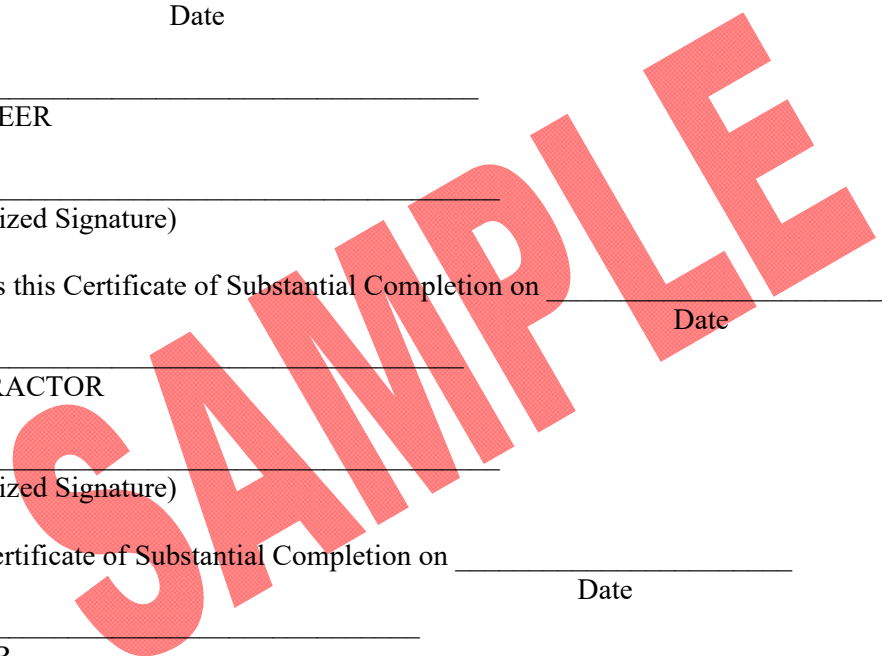 Date
EER
ized Signature)
s this Certificate of Substantial Completion on
Date
RACTOR
ized Signature)
ertificate of Substantial Completion on
Date
SAMPLE